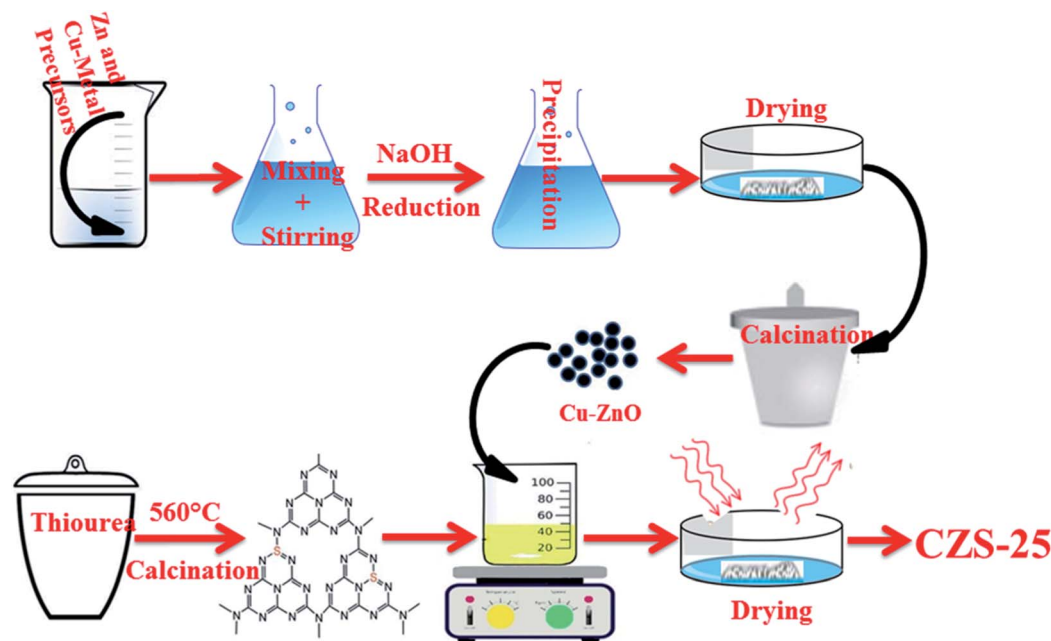 Zn and
Cu-Metal
Precursors
Mixing
+
Stirring
NaOH
Reduction
Precipitation
Drying
Calcination
Cu-ZnO
Thiourea
560°C
Calcination
N N N
N N N N
N N
S N N N N S N
N N N N N N
N N N N N
100
80
60
40
20
Drying
CZS-25